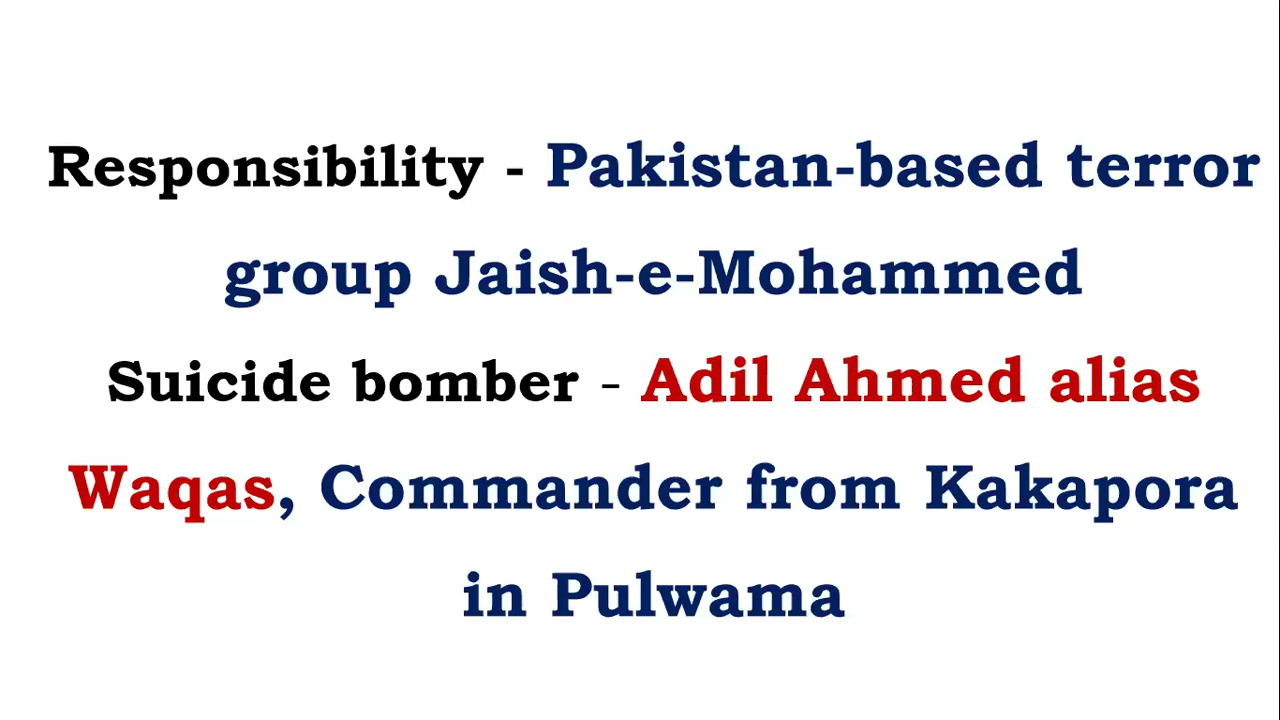 Responsibility - Pakistan-based terror
group Jaish-e-Mohammed
Suicide bomber - Adil Ahmed alias
Waqas, Commander from Kakapora
in Pulwama